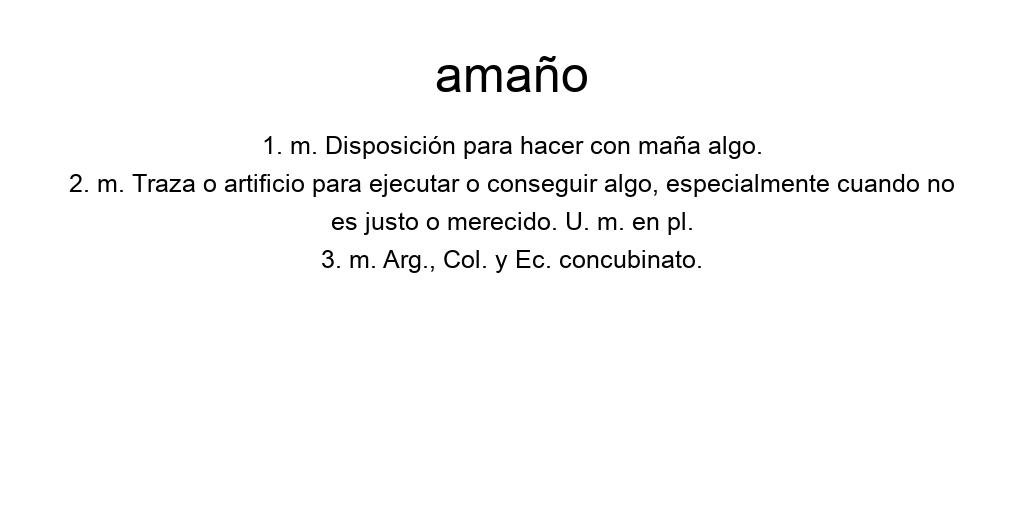 amaño
1. m. Disposición para hacer con maña algo.
2. m. Traza o artificio para ejecutar o conseguir algo, especialmente cuando no
es justo o merecido. U. m. en pl.
3. m. Arg., Col. y Ec. concubinato.